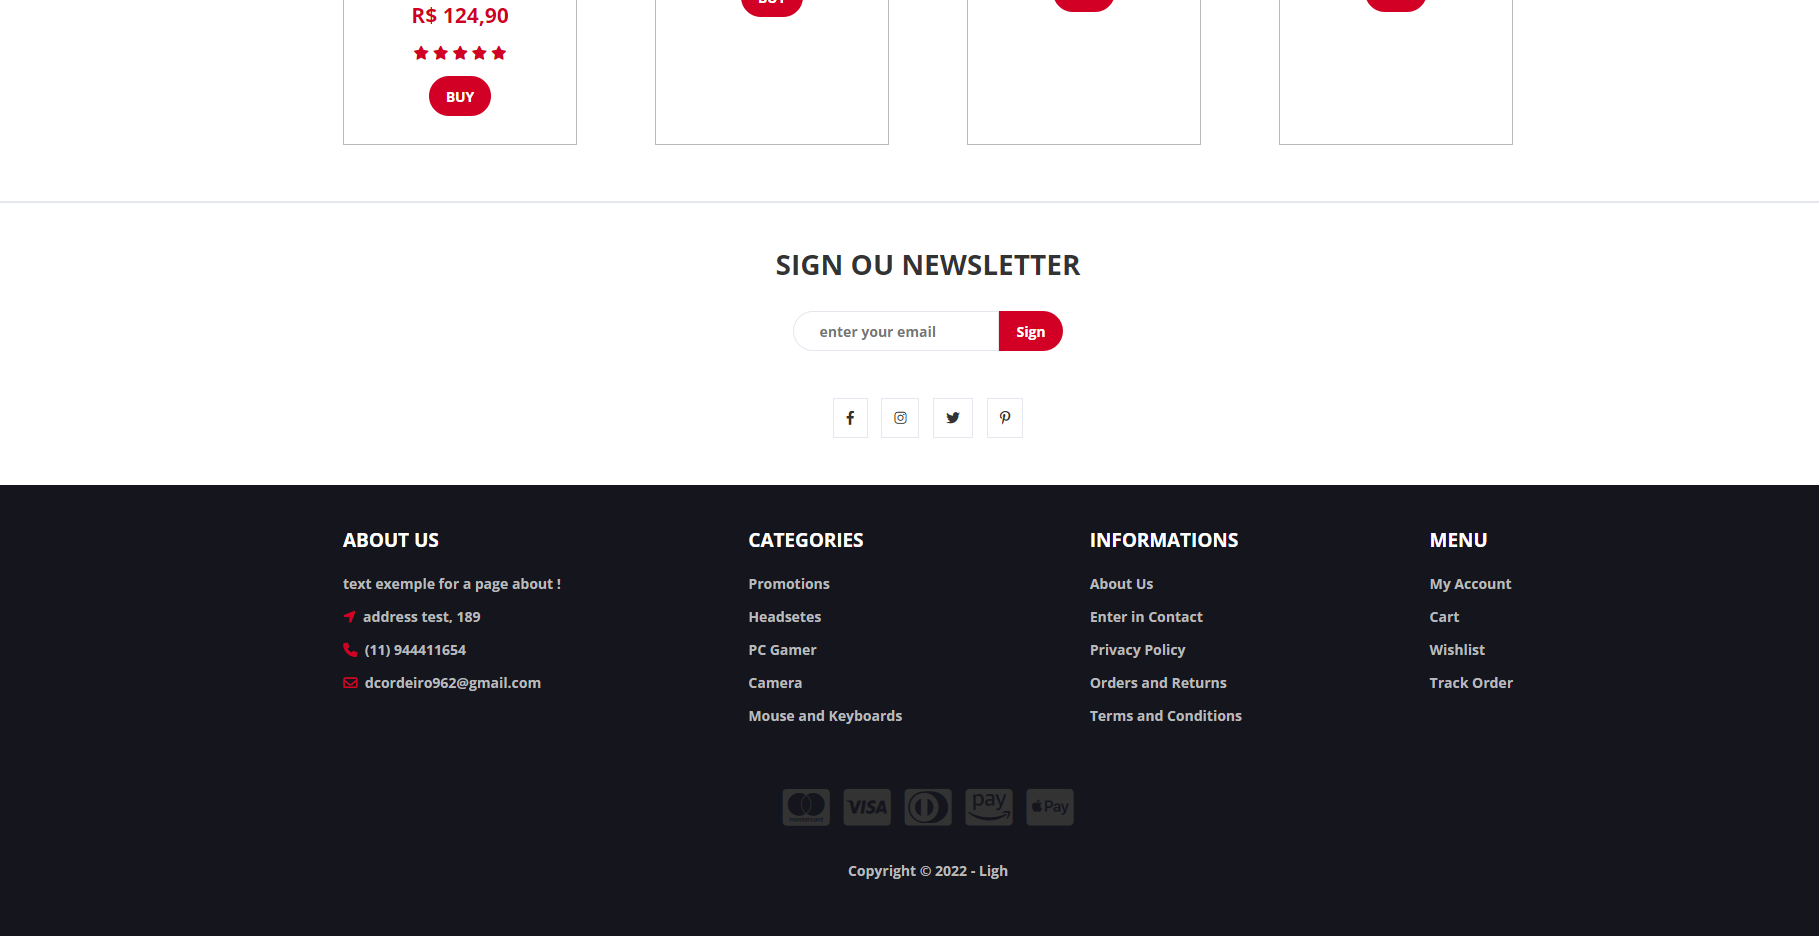 R$ 124,90
BUY
BUY
SIGN OU NEWSLETTER
enter your email
Sign
ABOUT US
text exemple for a page about !
address test, 189
(11) 944411654
dcordeiro962@gmail.com
CATEGORIES
Promotions
Headsetes
PC Gamer
Camera
Mouse and Keyboards
INFORMATIONS
About Us
Enter in Contact
Privacy Policy
Orders and Returns
Terms and Conditions
MENU
My Account
Cart
Wishlist
Track Order
VISA
pay
Pay
Copyright © 2022 - Ligh